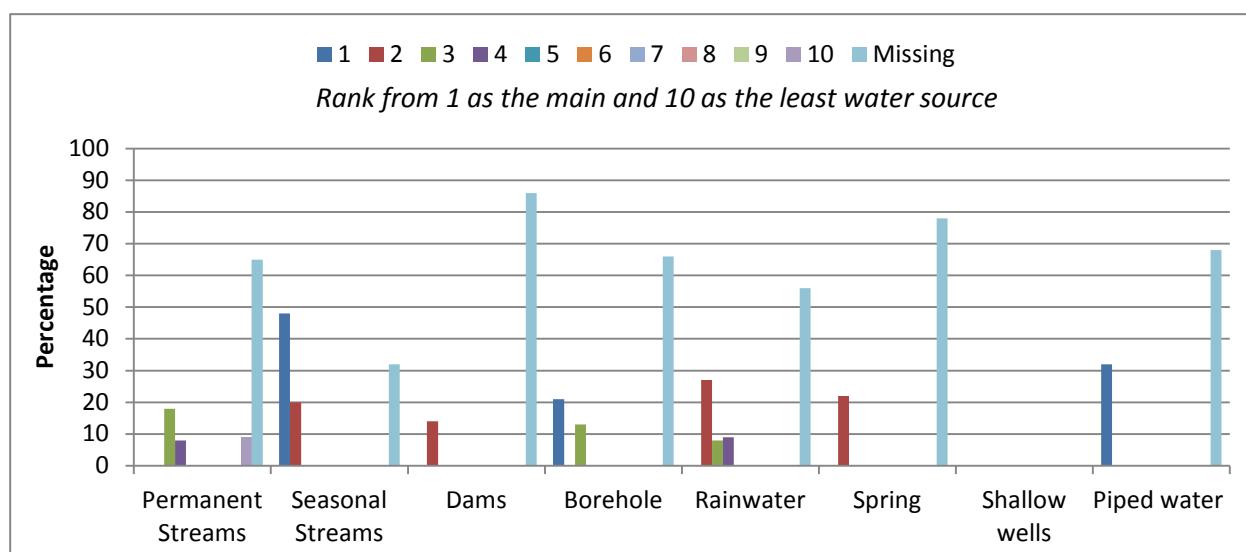 1 2 3 4 5 6 7 8 9 10 Missing
Rank from 1 as the main and 10 as the least water source
100
90
80
70
60
50
40
30
20
10
0
Percentage
Permanent Streams
Seasonal Streams
Dams
Borehole
Rainwater
Spring
Shallow wells
Piped water